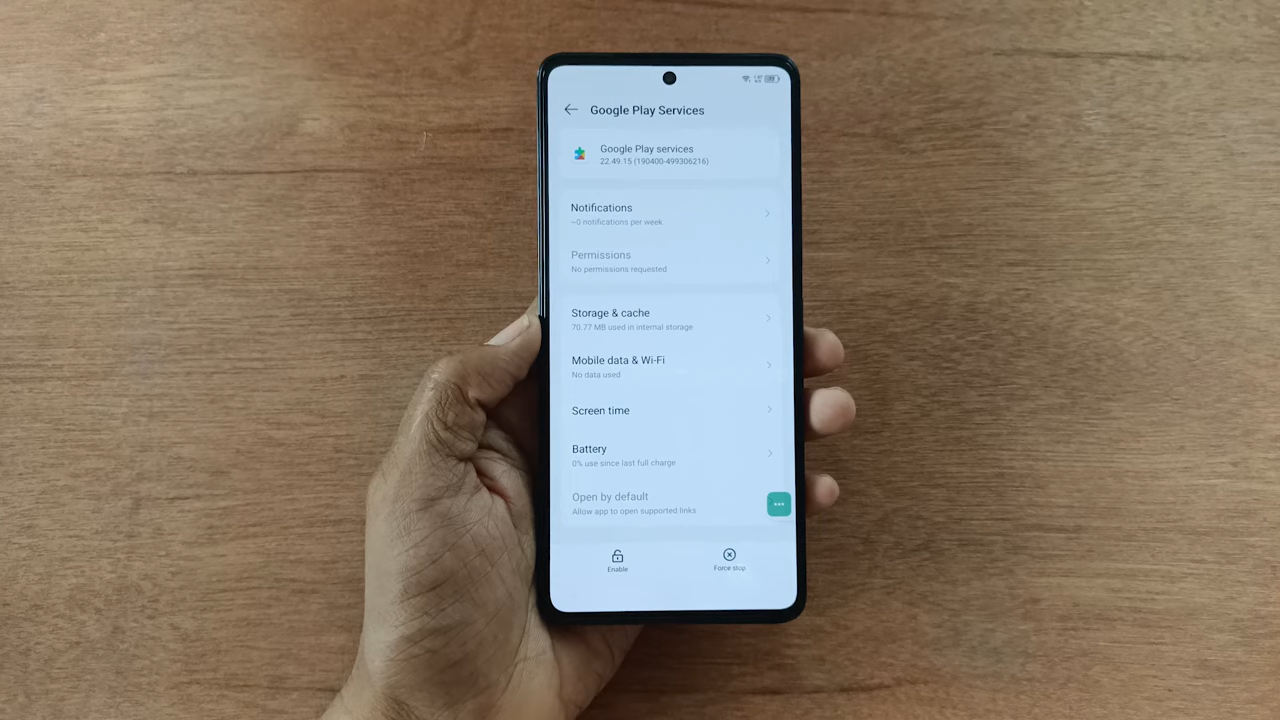 Google Play Services
Google Play services
22.49.15 (190400-499306216)
Notifications
~0 notifications per week
Permissions
No permissions requested
Storage & cache
70.77 MB used in internal storage
Mobile data & Wi-Fi
No data used
Screen time
Battery
0% use since last full charge
Open by default
Allow app to open supported links
Enable
Force stop